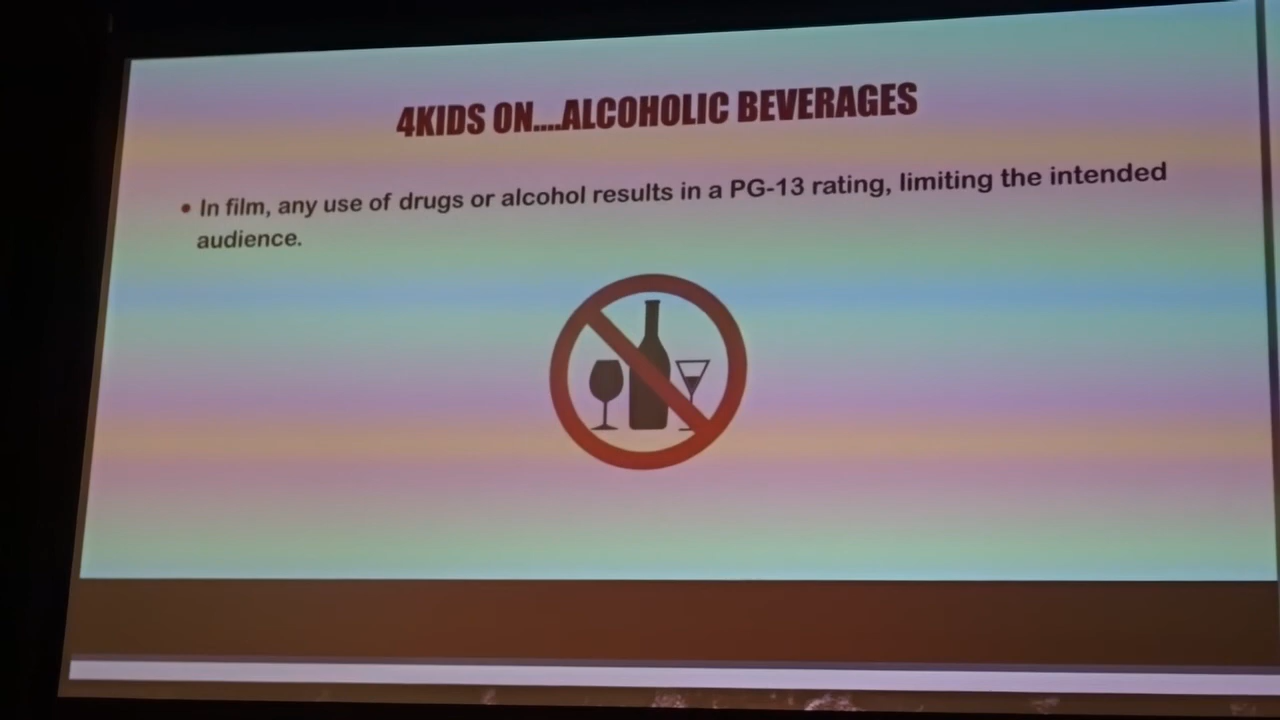 4KIDS ON....ALCOHOLIC BEVERAGES
• In film, any use of drugs or alcohol results in a PG-13 rating, limiting the intended
audience.